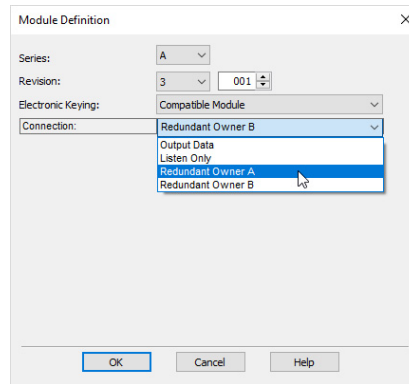 Module Definition
Series: A
Revision: 3 001
Electronic Keying: Compatible Module
Connection: Redundant Owner B
Output Data
Listen Only
Redundant Owner A
Redundant Owner B
OK Cancel Help